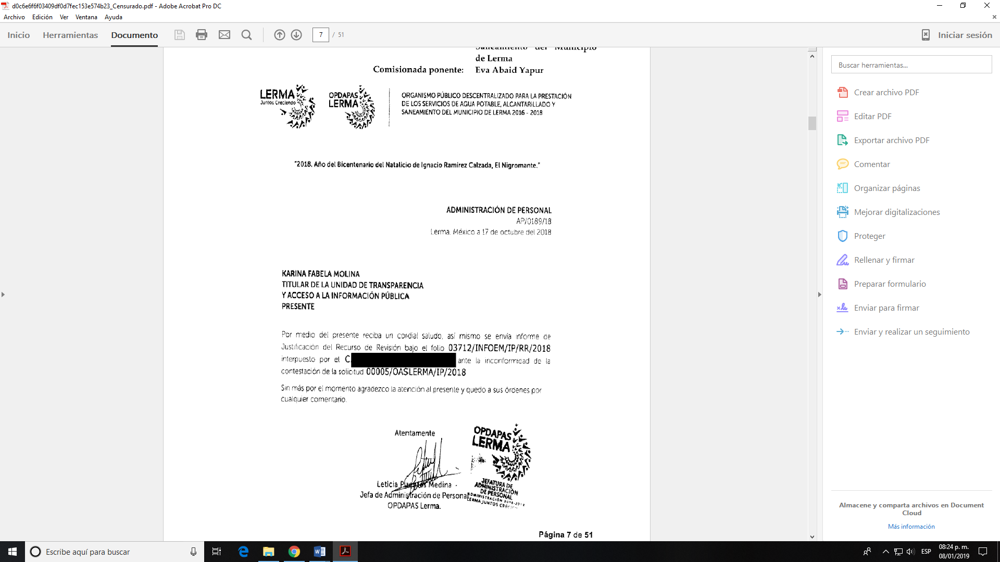 d0c6e6f6f03409df0d7fec153e574b23_Censurado.pdf - Adobe Acrobat Pro DC
Archivo Edición Ver Ventana Ayuda
Inicio Herramientas Documento 7 / 51 Iniciar sesión
Saneamiento del Municipio
de Lerma
Comisionada ponente: Eva Abaid Yapur
LERMA
Juntos Creciendo
OPDAPAS
LERMA
ORGANISMO PÚBLICO DESCENTRALIZADO PARA LA PRESTACIÓN
DE LOS SERVICIOS DE AGUA POTABLE, ALCANTARILLADO Y
SANEAMIENTO DEL MUNICIPIO DE LERMA 2016 - 2018
"2018. Año del Bicentenario del Natalicio de Ignacio Ramírez Calzada, El Nigromante."
ADMINISTRACIÓN DE PERSONAL
AP/0189/18
Lerma, México a 17 de octubre del 2018
KARINA FABELA MOLINA
TITULAR DE LA UNIDAD DE TRANSPARENCIA
Y ACCESO A LA INFORMACIÓN PÚBLICA
PRESENTE
Por medio del presente reciba un cordial saludo, así mismo se envía informe de
Justificación del Recurso de Revisión bajo el folio 03712/INFOEM/IP/RR/2018
interpuesto por el C. ante la inconformidad de la
contestación de la solicitud 00005/OASLERMA/IP/2018
Sin más por el momento agradezco la atención al presente y quedo a sus órdenes por
cualquier comentario.
Atentamente
Leticia Medina
Jefa de Administración de Personal
OPDAPAS Lerma.
OPDAPAS
LERMA
JEFATURA DE
ADMINISTRACIÓN
DE PERSONAL
ADMINISTRACIÓN 2016-2018
LERMA JUNTOS CRECIENDO
Página 7 de 51
Buscar herramientas...
Crear archivo PDF
Editar PDF
Exportar archivo PDF
Comentar
Organizar páginas
Mejorar digitalizaciones
Proteger
Rellenar y firmar
Preparar formulario
Enviar para firmar
Enviar y realizar un seguimiento
Almacene y comparta archivos en Document
Cloud
Más información
Escribe aquí para buscar
ESP
08:24 p. m.
08/01/2019